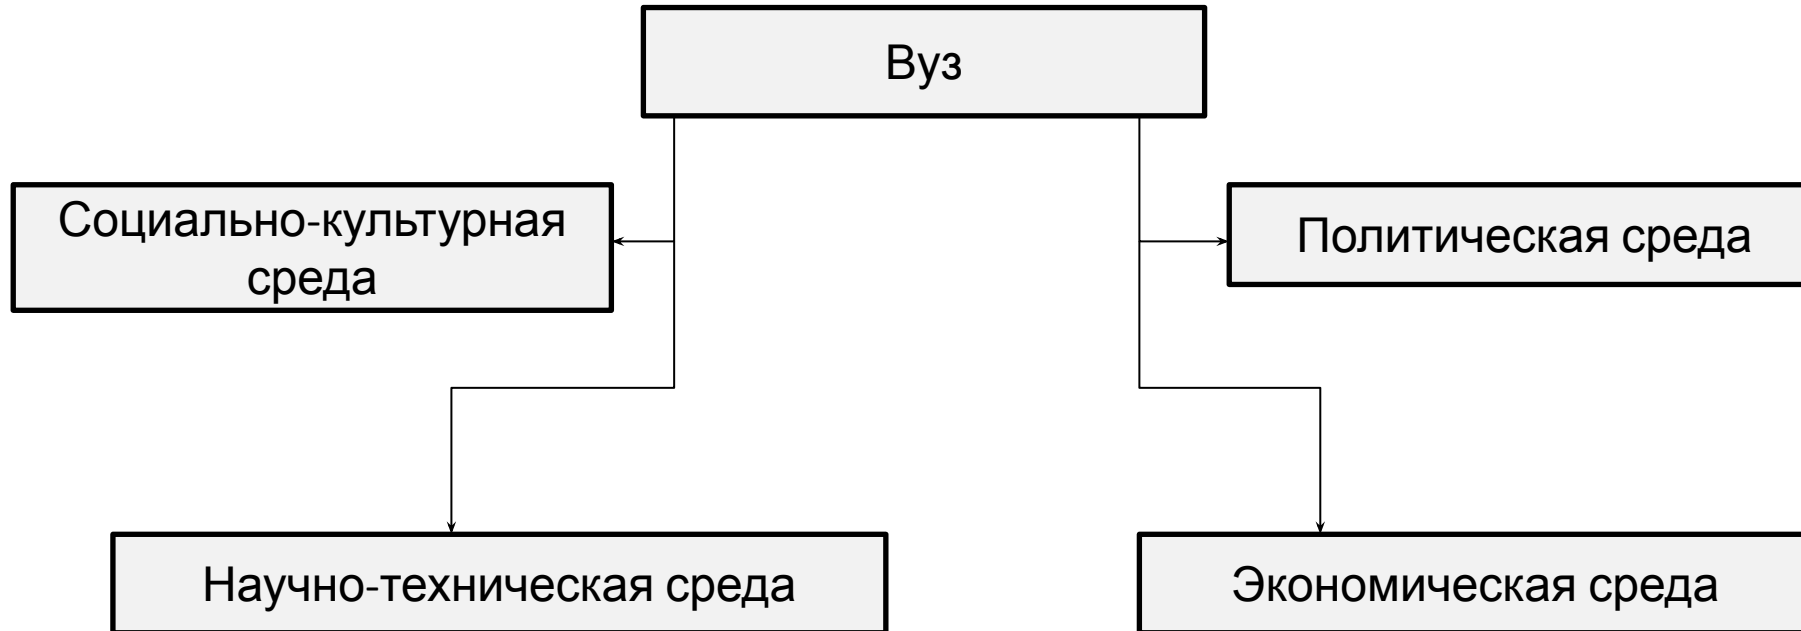 Вуз
Социально-культурная
среда
Политическая среда
Научно-техническая среда
Экономическая среда